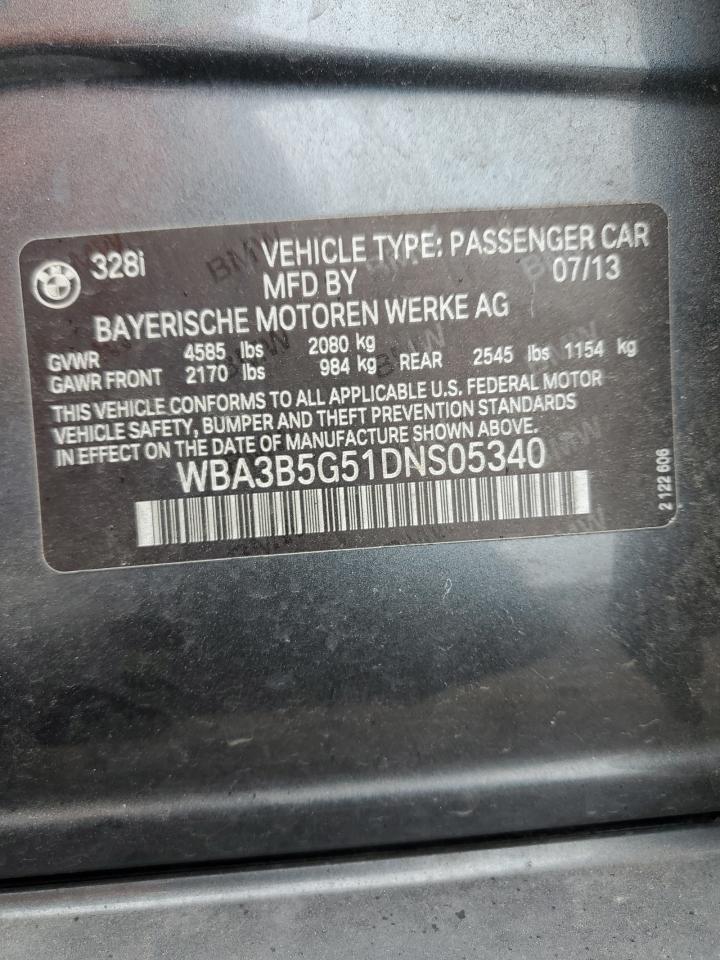 328i VEHICLE TYPE: PASSENGER CAR
MFD BY 07/13
BAYERISCHE MOTOREN WERKE AG
GVWR 4585 lbs 2080 kg
GAWR FRONT 2170 lbs 984 kg REAR 2545 lbs 1154 kg
THIS VEHICLE CONFORMS TO ALL APPLICABLE U.S. FEDERAL MOTOR
VEHICLE SAFETY, BUMPER AND THEFT PREVENTION STANDARDS
IN EFFECT ON THE DATE OF MANUFACTURE SHOWN ABOVE.
WBA3B5G51DNS05340
2 122 606